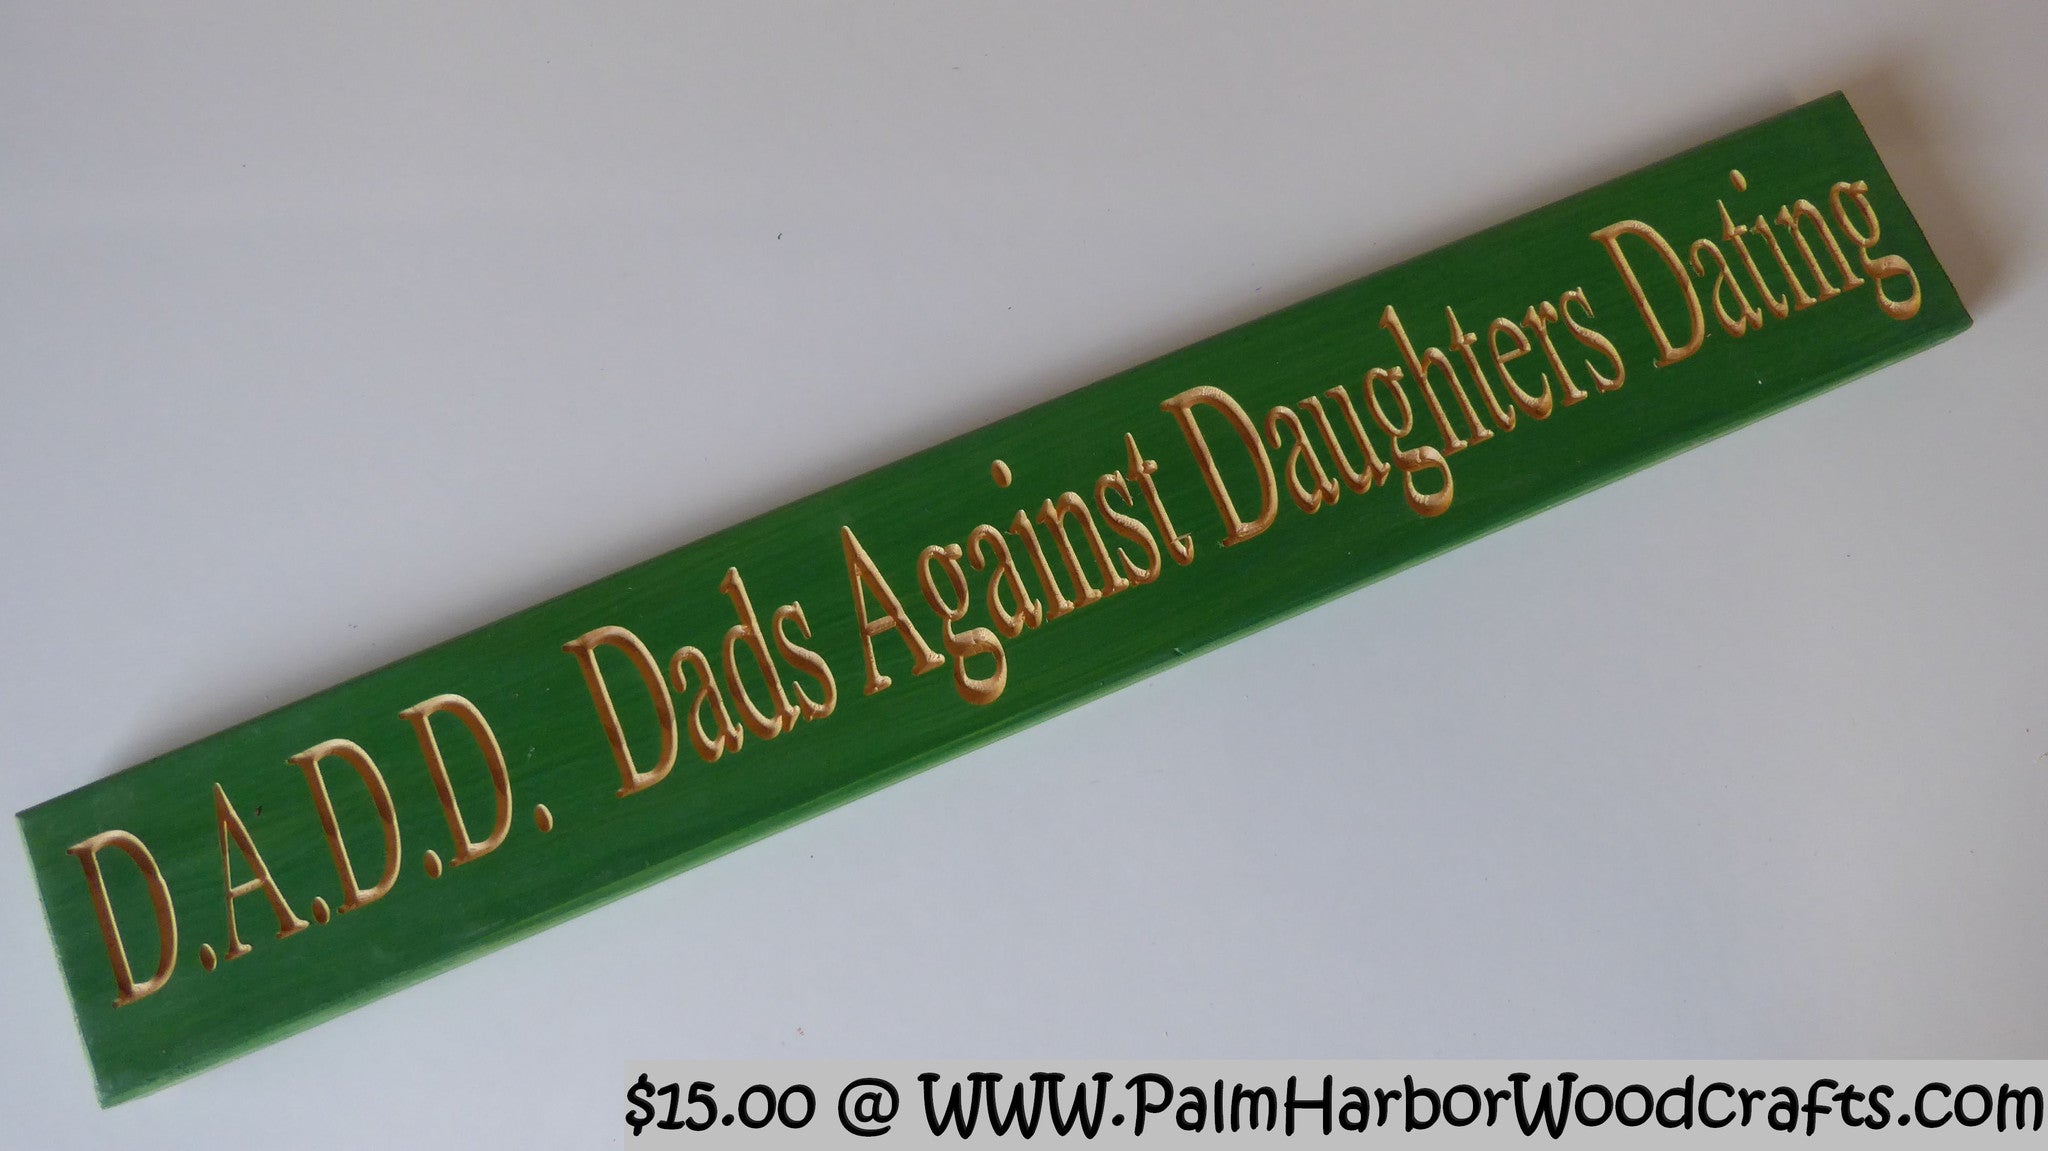 D.A.D.D. Dads Against Daughters Dating
$15.00 @ WWW.PalmHarborWoodcrafts.com